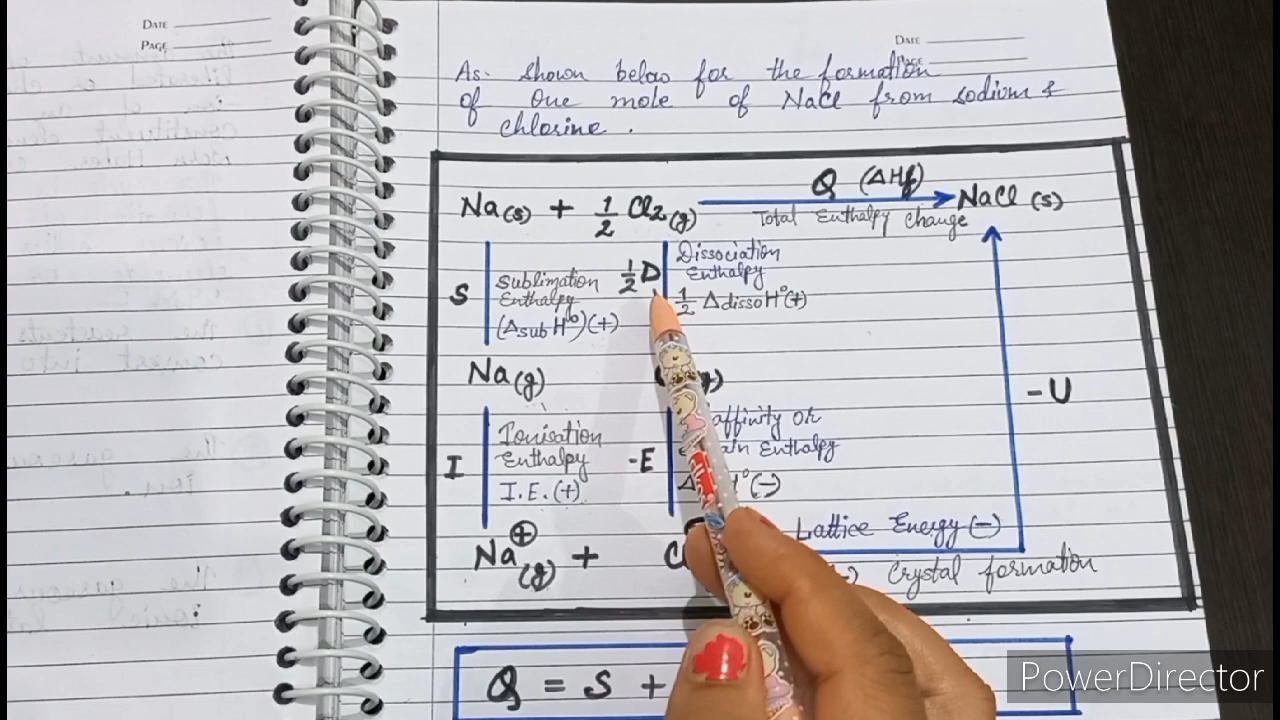 DATE
PAGE
DATE
PAGE
As. shown below for the formation
of one mole of NaCl from sodium &
chlorine.
Na(s) + 1/2 Cl2(g) Q (ΔHf) NaCl (s)
Total Enthalpy change
S Sublimation Enthalpy (ΔsubH°)(+)
1/2 D Dissociation Enthalpy
1/2 ΔdissoH°(+)
Na(g)
- U
I Ionisation Enthalpy I.E.(+)
-E affinity or
Enthalpy
H°(-)
Lattice Energy(-)
Na⊕(g) +
Crystal formation
Q = S +
PowerDirector